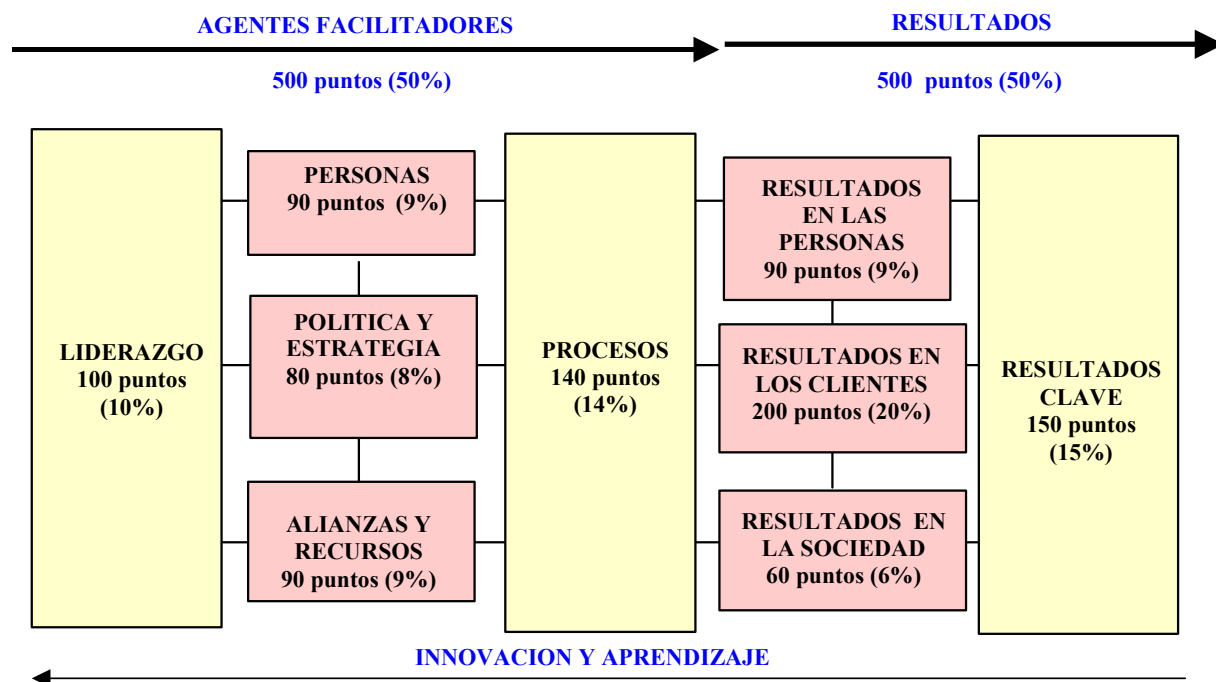 AGENTES FACILITADORES
RESULTADOS
500 puntos (50%)
500 puntos (50%)
LIDERAZGO
100 puntos
(10%)
PERSONAS
90 puntos (9%)
POLITICA Y
ESTRATEGIA
80 puntos (8%)
ALIANZAS Y
RECURSOS
90 puntos (9%)
PROCESOS
140 puntos
(14%)
RESULTADOS
EN LAS
PERSONAS
90 puntos (9%)
RESULTADOS EN
LOS CLIENTES
200 puntos (20%)
RESULTADOS EN
LA SOCIEDAD
60 puntos (6%)
RESULTADOS
CLAVE
150 puntos
(15%)
INNOVACION Y APRENDIZAJE